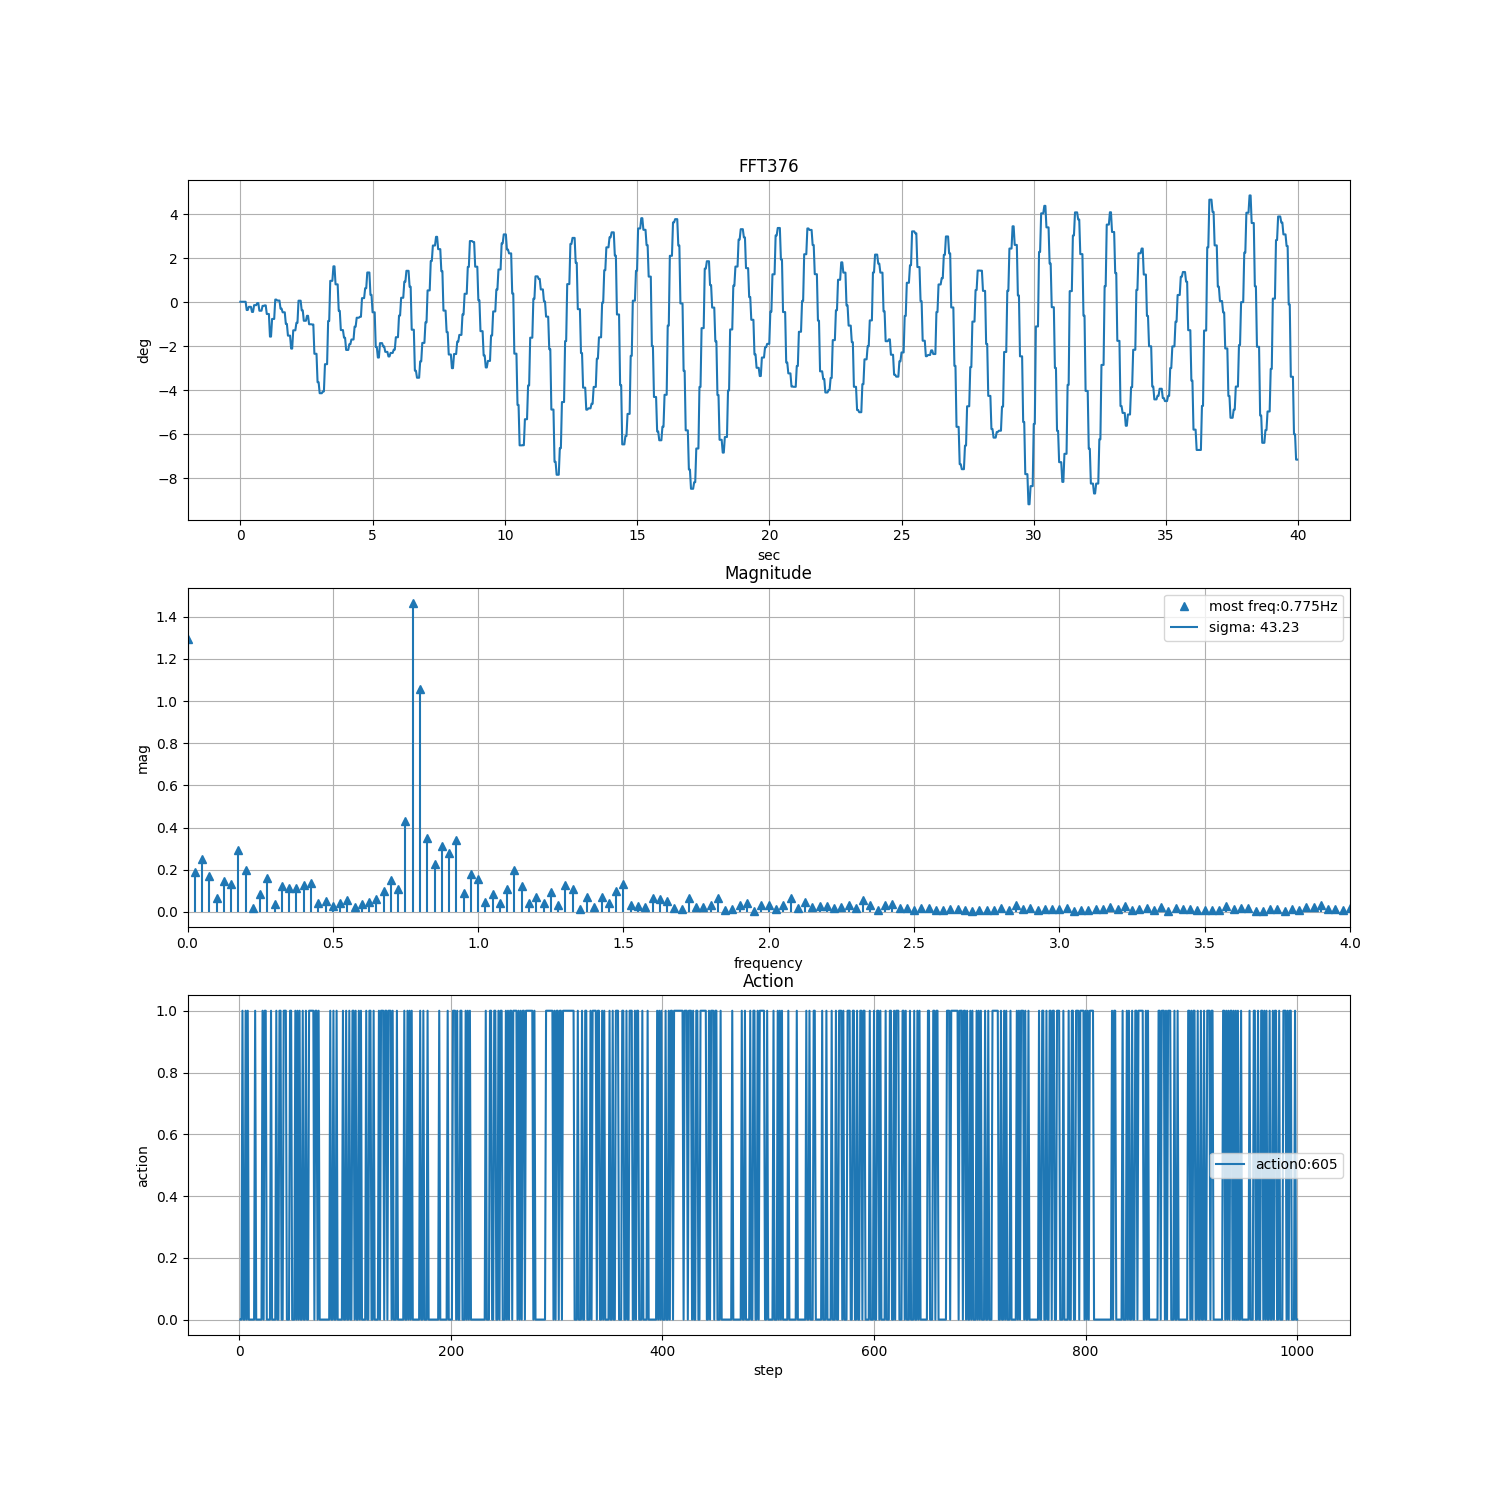 FFT376
4
2
0
−2
−4
−6
−8
deg
0 5 10 15 20 25 30 35 40
sec
Magnitude
most freq:0.775Hz
sigma: 43.23
1.4
1.2
1.0
0.8
0.6
0.4
0.2
0.0
mag
0.0 0.5 1.0 1.5 2.0 2.5 3.0 3.5 4.0
frequency
Action
1.0
0.8
0.6
0.4
0.2
0.0
action
action0:605
0 200 400 600 800 1000
step